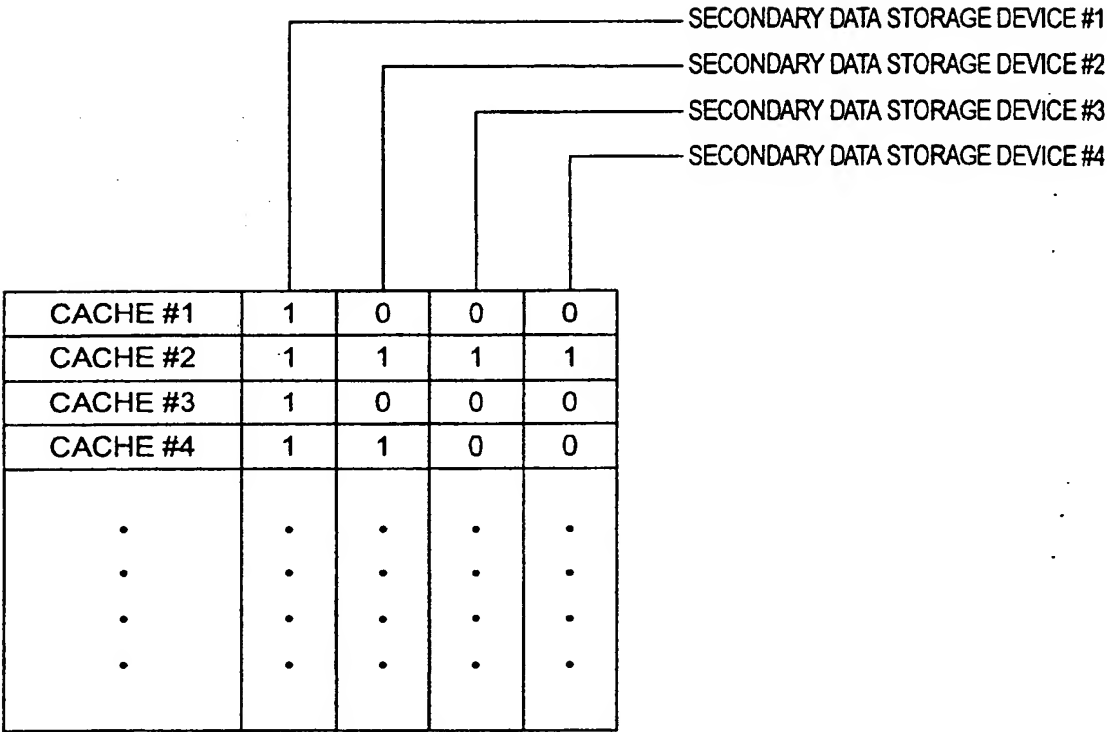 SECONDARY DATA STORAGE DEVICE #1
SECONDARY DATA STORAGE DEVICE #2
SECONDARY DATA STORAGE DEVICE #3
SECONDARY DATA STORAGE DEVICE #4
CACHE #1 1 0 0 0
CACHE #2 1 1 1 1
CACHE #3 1 0 0 0
CACHE #4 1 1 0 0